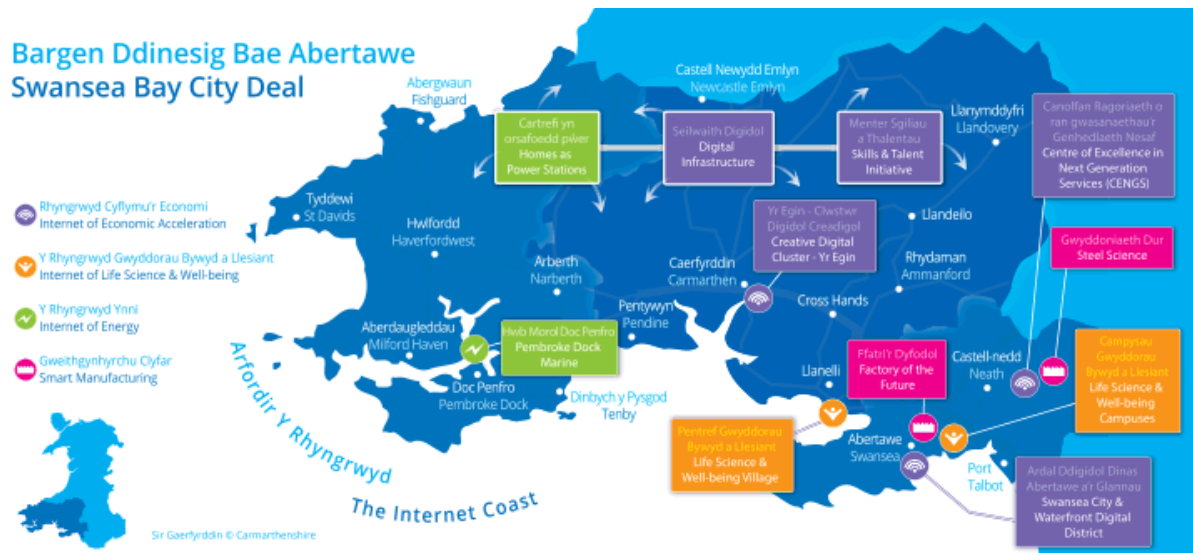 Bargen Ddinesig Bae Abertawe
Swansea Bay City Deal
Abergwaun
Fishguard
Castell Newydd Emlyn
Newcastle Emlyn
Llanymddyfri
Llandovery
Canolfan Ragoriaeth o
ran gwasanaethau'r
Genhedlaeth Nesaf
Centre of Excellence in
Next Generation
Services (CENGS)
Cartrefi yn
orsafoedd pŵer
Homes as
Power Stations
Seilwaith Digidol
Digital
Infrastructure
Menter Sgiliau
a Thalentau
Skills & Talent
Initiative
Tyddewi
St Davids
Rhyngrwyd Cyflymu'r Economi
Internet of Economic Acceleration
Y Rhyngrwyd Gwyddorau Bywyd a Llesiant
Internet of Life Science & Well-being
Y Rhyngrwyd Ynni
Internet of Energy
Gweithgynhyrchu Clyfar
Smart Manufacturing
Hwlfordd
Haverfordwest
Yr Egin - Clwstwr
Digidol Creadigol
Creative Digital
Cluster - Yr Egin
Llandeilo
Gwyddoniaeth Dur
Steel Science
Arberth
Narberth
Caerfyrddin
Carmarthen
Rhydaman
Ammanford
Pentywyn
Pendine
Cross Hands
Aberdaugleddau
Milford Haven
Hwb Morol Doc Penfro
Pembroke Dock
Marine
Doc Penfro
Pembroke Dock
Dinbych y Pysgod
Tenby
Llanelli
Ffatri'r Dyfodol
Factory of the
Future
Castell-nedd
Neath
Campysau
Gwyddorau
Bywyd a Llesiant
Life Science &
Well-being
Campuses
Pentref Gwyddorau
Bywyd a Llesiant
Life Science &
Well-being Village
Abertawe
Swansea
Port
Talbot
Ardal Ddigidol Dinas
Abertawe a'r Glannau
Swansea City &
Waterfront Digital
District
Arfordir Y Rhyngrwyd
The Internet Coast
Sir Gaerfyrddin © Carmarthenshire